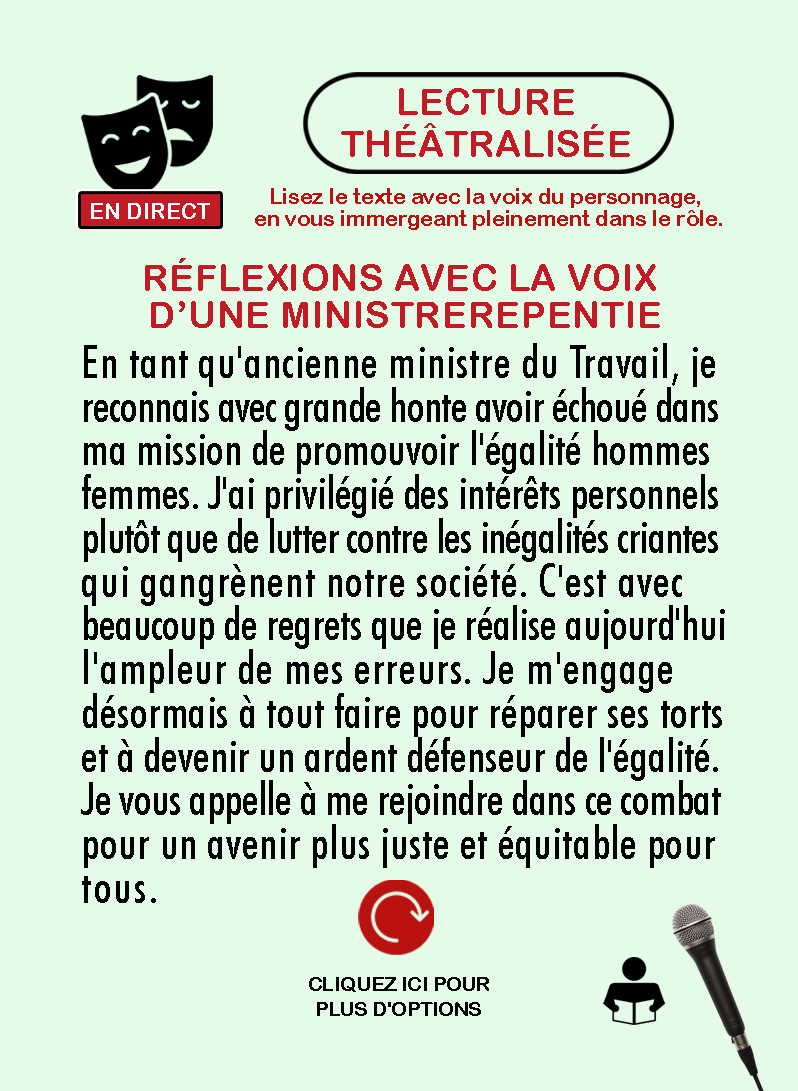 LECTURE
THÉÂTRALISÉE
EN DIRECT
Lisez le texte avec la voix du personnage,
en vous immergeant pleinement dans le rôle.
RÉFLEXIONS AVEC LA VOIX
D’UNE MINISTREREPENTIE
En tant qu'ancienne ministre du Travail, je
reconnais avec grande honte avoir échoué dans
ma mission de promouvoir l'égalité hommes
femmes. J'ai privilégié des intérêts personnels
plutôt que de lutter contre les inégalités criantes
qui gangrènent notre société. C'est avec
beaucoup de regrets que je réalise aujourd'hui
l'ampleur de mes erreurs. Je m'engage
désormais à tout faire pour réparer ses torts
et à devenir un ardent défenseur de l'égalité.
Je vous appelle à me rejoindre dans ce combat
pour un avenir plus juste et équitable pour
tous.
CLIQUEZ ICI POUR
PLUS D'OPTIONS